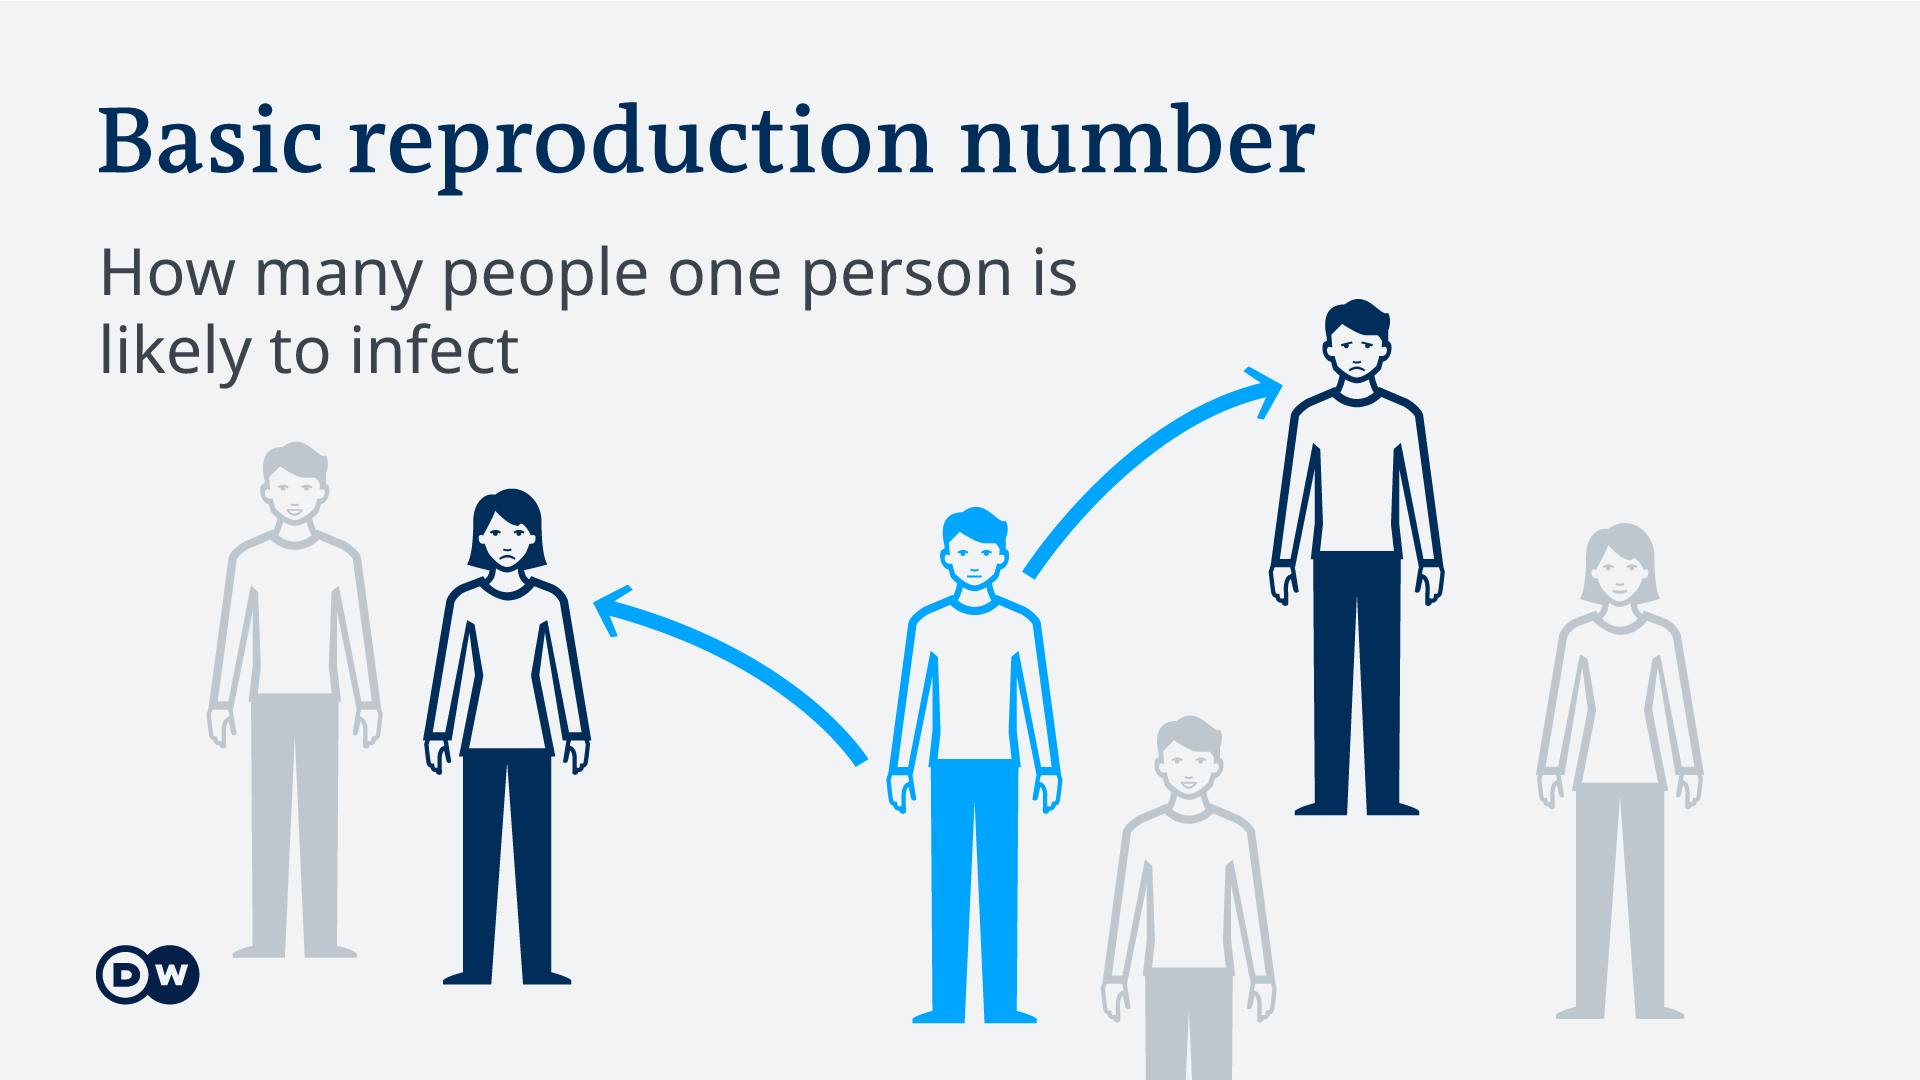 Basic reproduction number
How many people one person is
likely to infect
DW